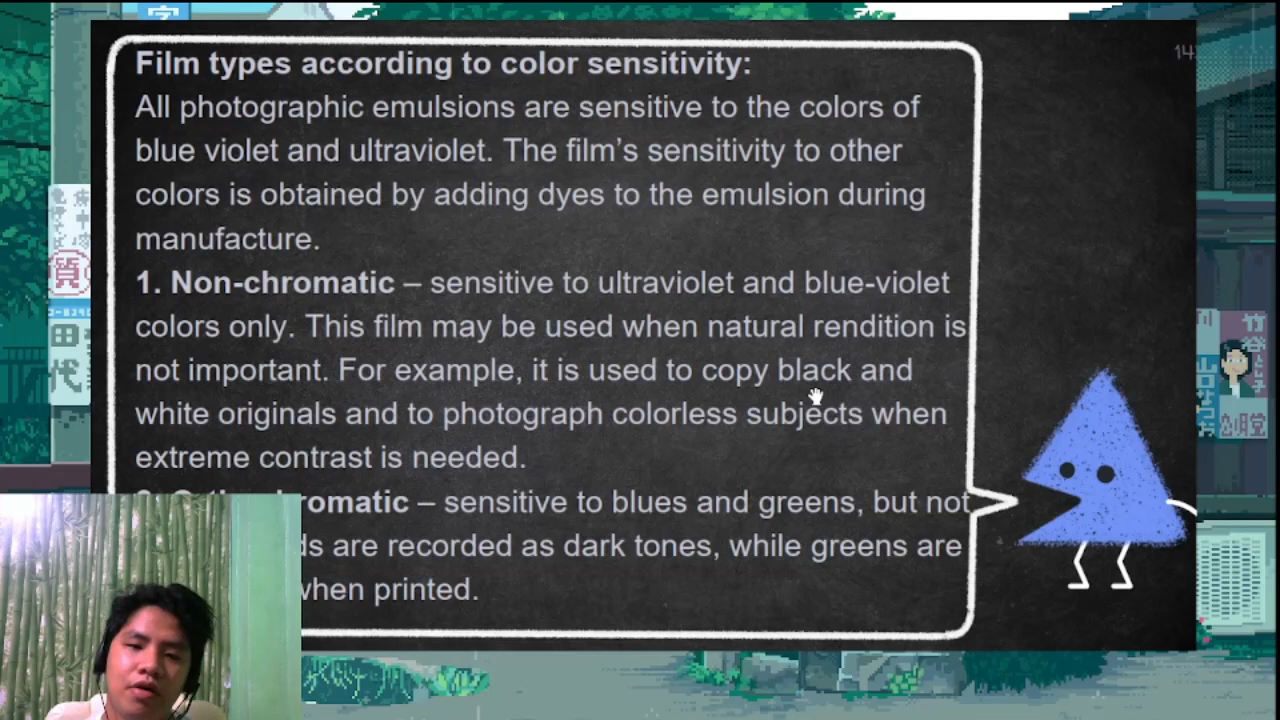 字
14
Film types according to color sensitivity:
All photographic emulsions are sensitive to the colors of
blue violet and ultraviolet. The film’s sensitivity to other
colors is obtained by adding dyes to the emulsion during
manufacture.
1. Non-chromatic – sensitive to ultraviolet and blue-violet
colors only. This film may be used when natural rendition is
not important. For example, it is used to copy black and
white originals and to photograph colorless subjects when
extreme contrast is needed.
romatic – sensitive to blues and greens, but not
ds are recorded as dark tones, while greens are
when printed.
質
田
代